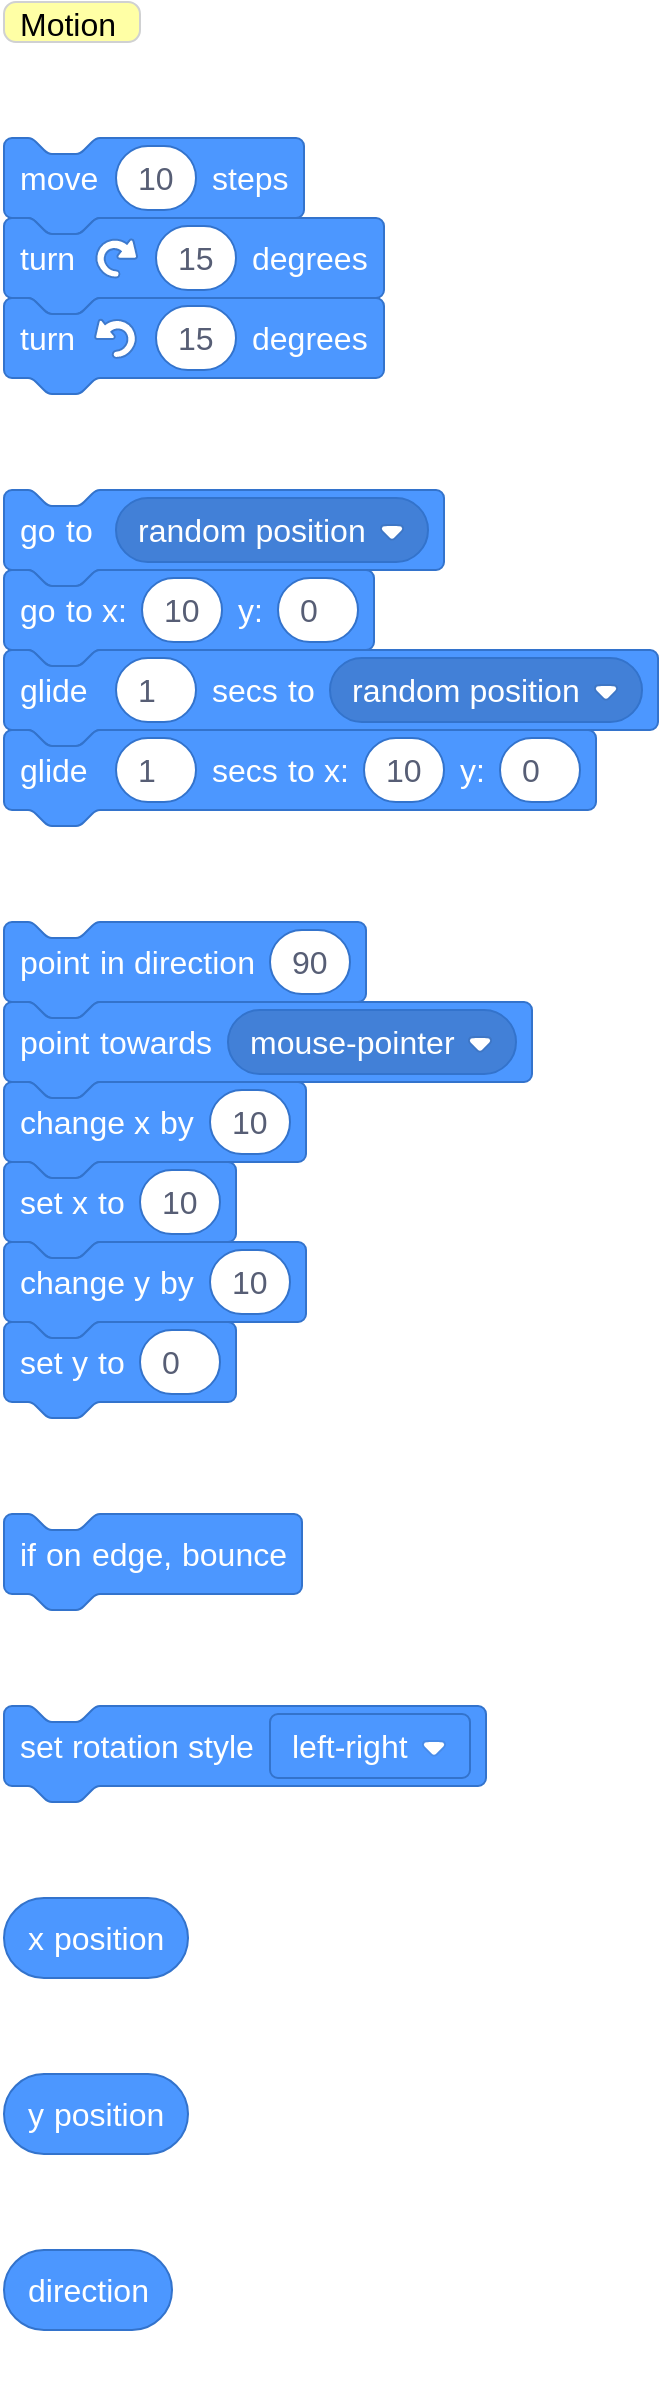 Motion
move 10 steps
turn 15 degrees
turn 15 degrees
go to random position
go to x: 10 y: 0
glide 1 secs to random position
glide 1 secs to x: 10 y: 0
point in direction 90
point towards mouse-pointer
change x by 10
set x to 10
change y by 10
set y to 0
if on edge, bounce
set rotation style left-right
x position
y position
direction